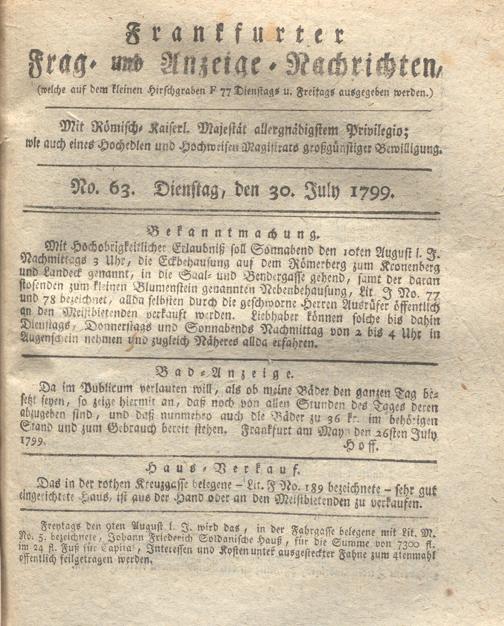 Frankfurter
Frag- und Anzeige-Nachrichten,
(welche auf dem kleinen Hirschgraben F 77 Dienstags u. Freitags ausgegeben werden.)
Mit Römisch-Kaiserl. Majestät allergnädigstem Privilegio;
wie auch eines Hochedlen und Hochweisen Magistrats großgünstiger Bewilligung.
No. 63. Dienstag, den 30. July 1799.
Bekanntmachung.
Mit Hochobrigkeitlicher Erlaubniß soll Sonnabend den 10ten August l. J.
Nachmittags 3 Uhr, die Eckbehausung auf dem Römerberg zum Kronenberg
und Landeck genannt, in die Saal- und Bendergasse gehend, samt der daran
stosenden zum kleinen Blumenstein genannten Nebenbehausung, Lit. J No. 77
und 78 bezeichnet, allda selbsten durch die geschworne Herren Ausrüfer öffentlich
an den Meistbietenden verkauft werden. Liebhaber können solche bis dahin
Dienstags, Donnerstags und Sonnabends Nachmittag von 2 bis 4 Uhr in
Augenschein nehmen und zugleich Näheres allda erfahren.
Bad-Anzeige.
Da im Publicum verlauten will, als ob meine Bäder den ganzen Tag be-
setzt seyen, so zeige hiermit an, daß noch von allen Stunden des Tages deren
abzugeben sind, und daß nunmehro auch die Bäder zu 36 kr. im behörigen
Stand und zum Gebrauch bereit stehen. Frankfurt am Mayn den 26sten July
1799. Hoff.
Haus-Verkauf.
Das in der rothen Kreuzgasse belegene – Lit. F No. 189 bezeichnete – sehr gut
eingerichtete Haus, ist aus der Hand oder an den Meistbietenden zu verkaufen.
Freytags den 9ten August l. J. wird das, in der Fahrgasse belegene mit Lit. M.
No. 5. bezeichnete, Johann Friederich Soldanische Hauß, für die Summe von 7300 fl.
im 24 fl. Fuß für Capital, Interessen und Kosten unter ausgesteckter Fahne zum 4tenmahl
öffentlich feilgetragen werden.